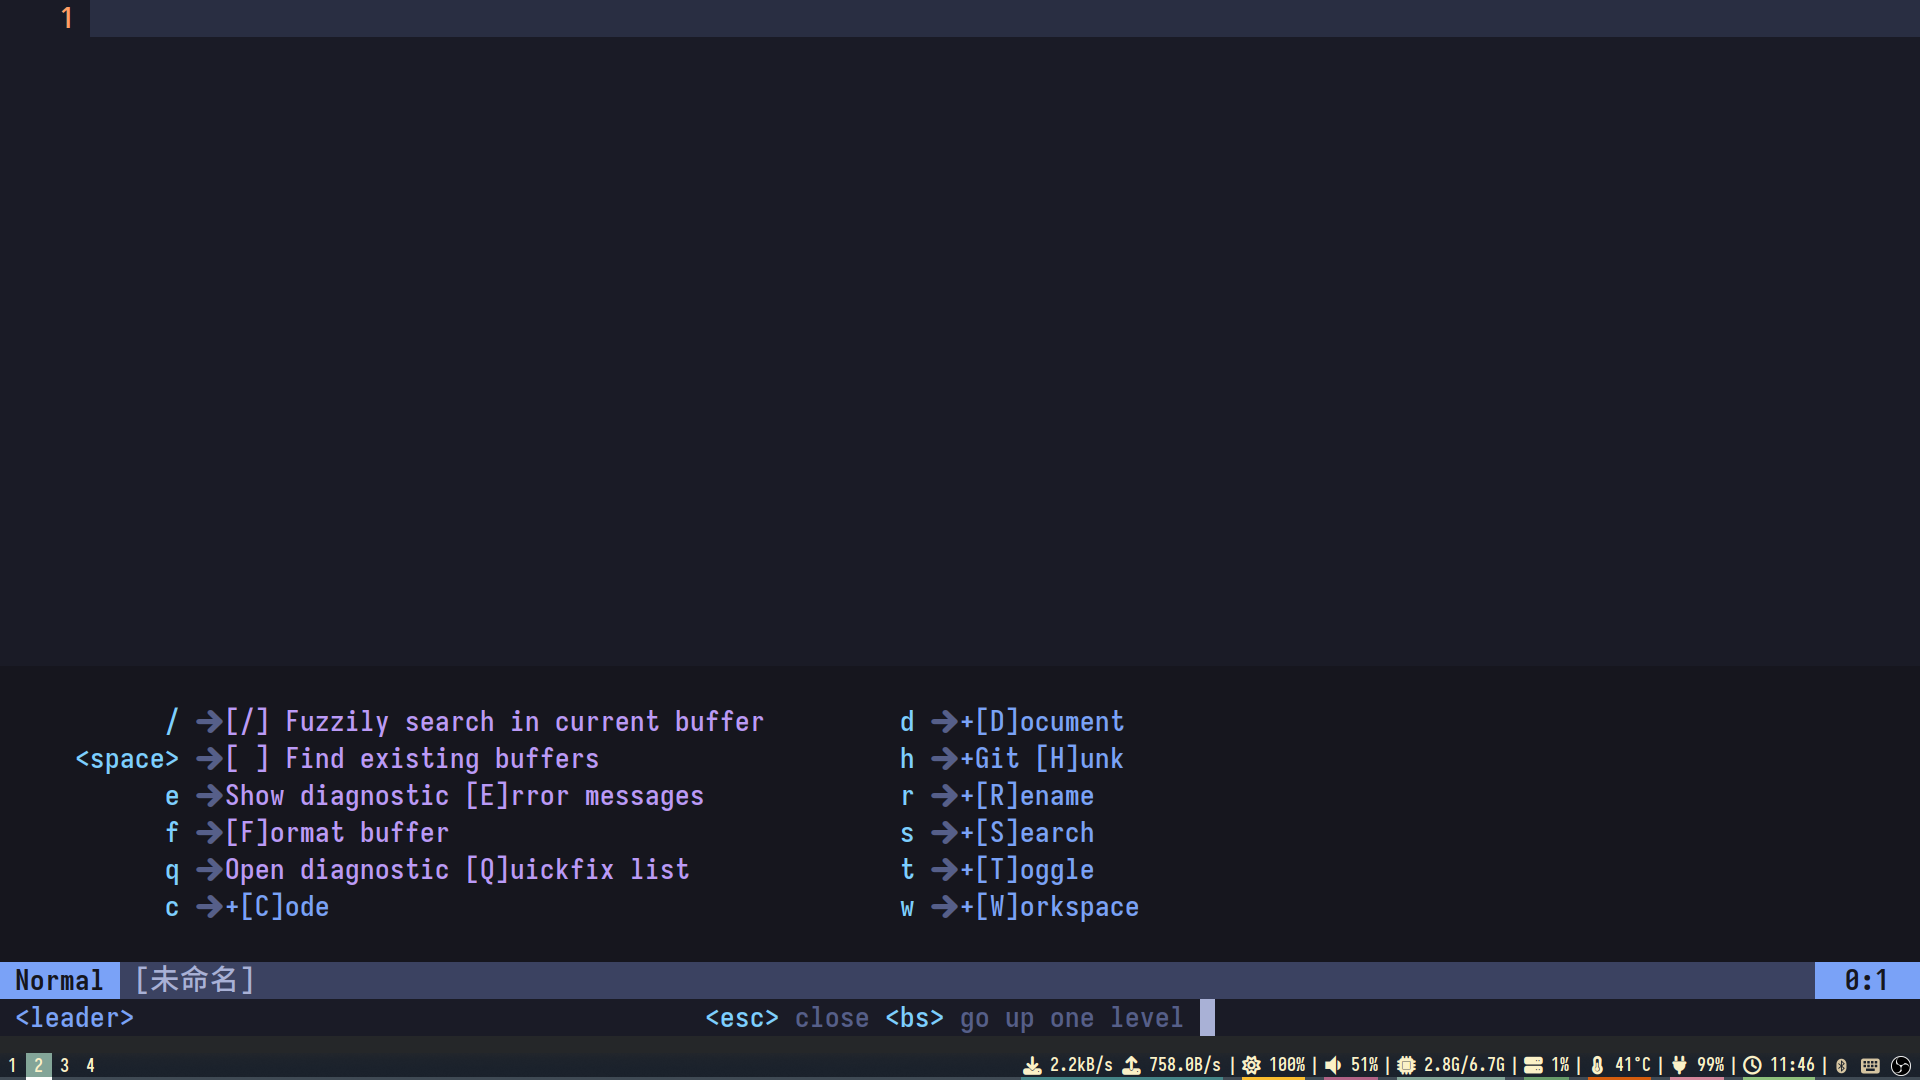 1
/ ➜[/] Fuzzily search in current buffer
<space> ➜[ ] Find existing buffers
e ➜Show diagnostic [E]rror messages
f ➜[F]ormat buffer
q ➜Open diagnostic [Q]uickfix list
c ➜+[C]ode
d ➜+[D]ocument
h ➜+Git [H]unk
r ➜+[R]ename
s ➜+[S]earch
t ➜+[T]oggle
w ➜+[W]orkspace
Normal [未命名] 0:1
<leader> <esc> close <bs> go up one level
1 2 3 4 2.2kB/s 758.0B/s | 100% | 51% | 2.8G/6.7G | 1% | 41°C | 99% | 11:46 |